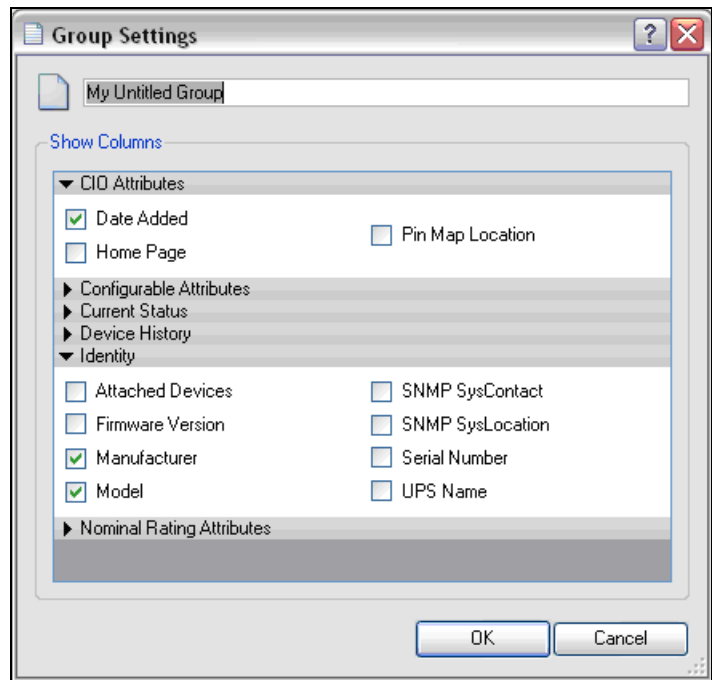 Group Settings
?
My Untitled Group
Show Columns
CIO Attributes
Date Added
Home Page
Pin Map Location
Configurable Attributes
Current Status
Device History
Identity
Attached Devices
Firmware Version
Manufacturer
Model
SNMP SysContact
SNMP SysLocation
Serial Number
UPS Name
Nominal Rating Attributes
OK
Cancel